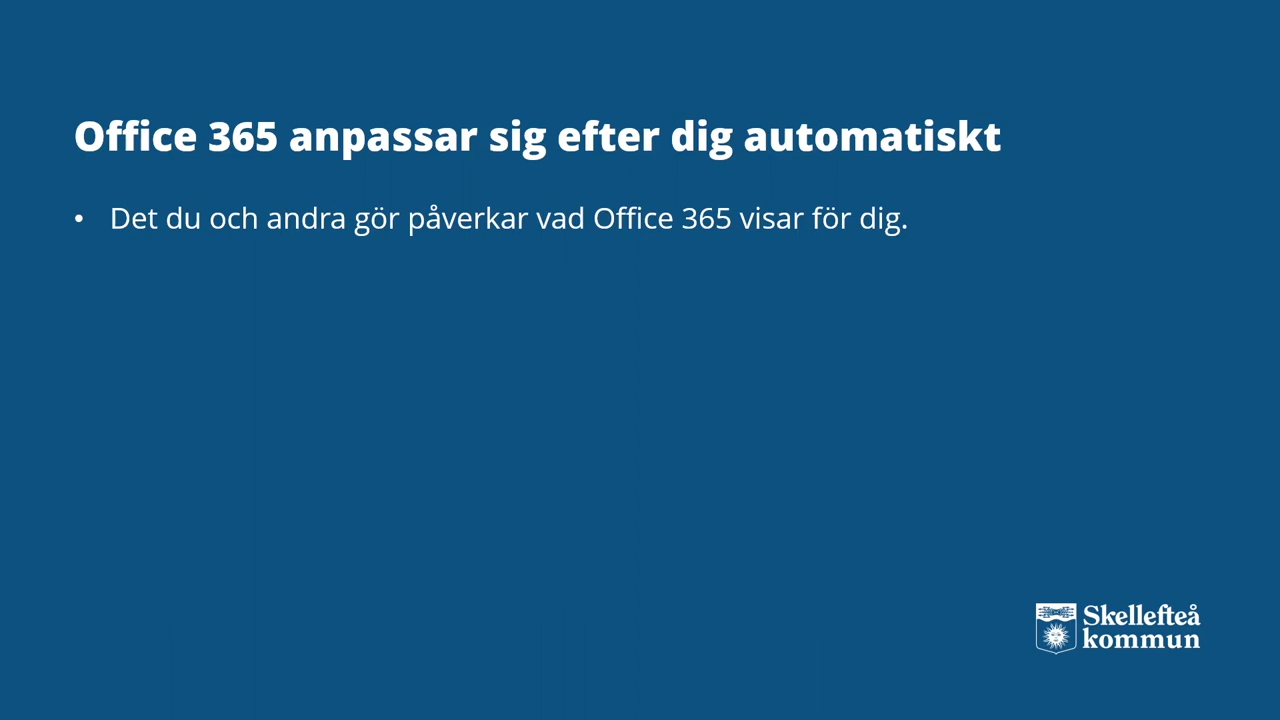 Office 365 anpassar sig efter dig automatiskt
• Det du och andra gör påverkar vad Office 365 visar för dig.
Skellefteå
kommun